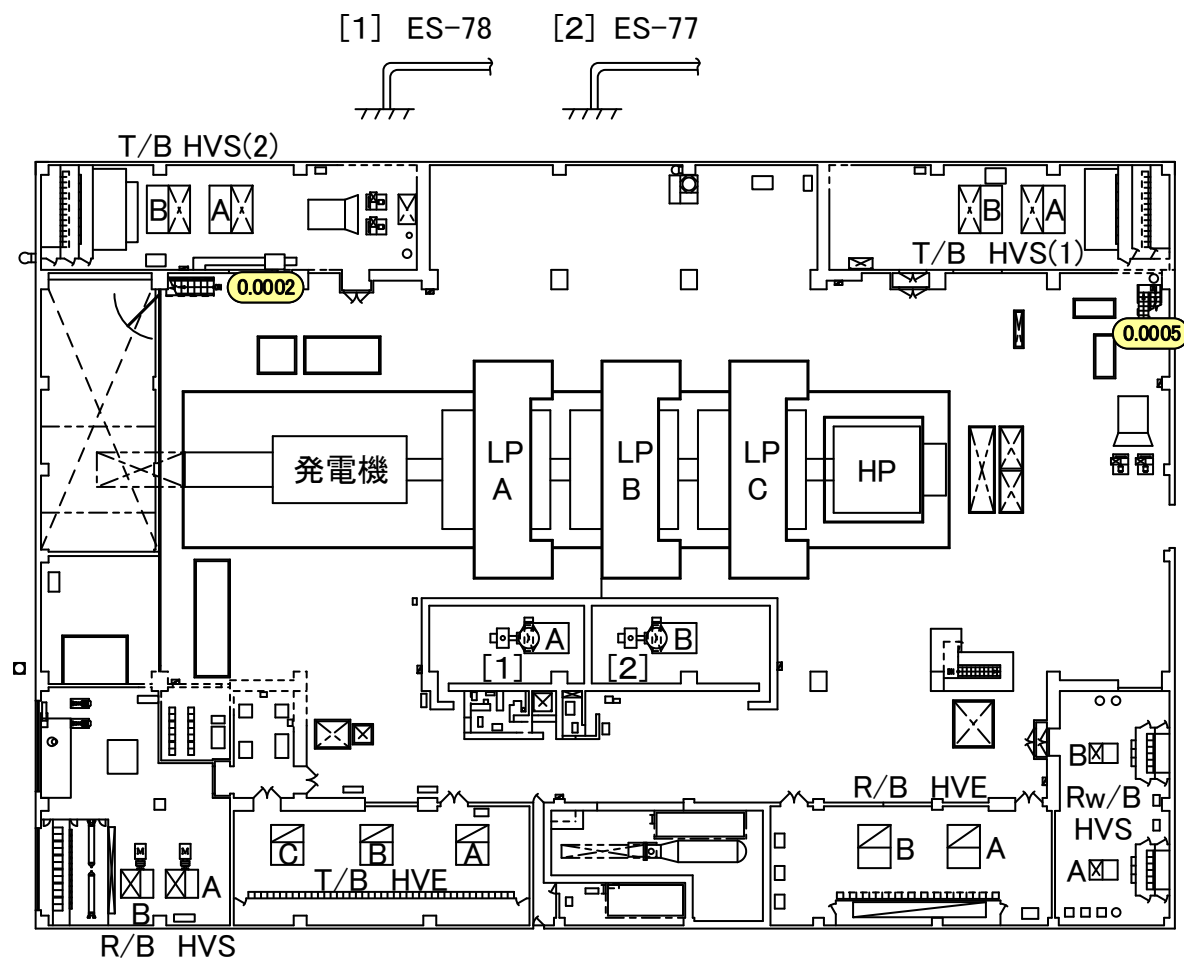 [1] ES-78
[2] ES-77
T/B HVS(2)
B
A
B
A
T/B HVS(1)
0.0002
0.0005
発電機
LP
A
LP
B
LP
C
HP
A
B
[1]
[2]
R/B HVE
B
Rw/B
HVS
A
C
B
A
T/B HVE
B
A
M
M
A
B
R/B HVS